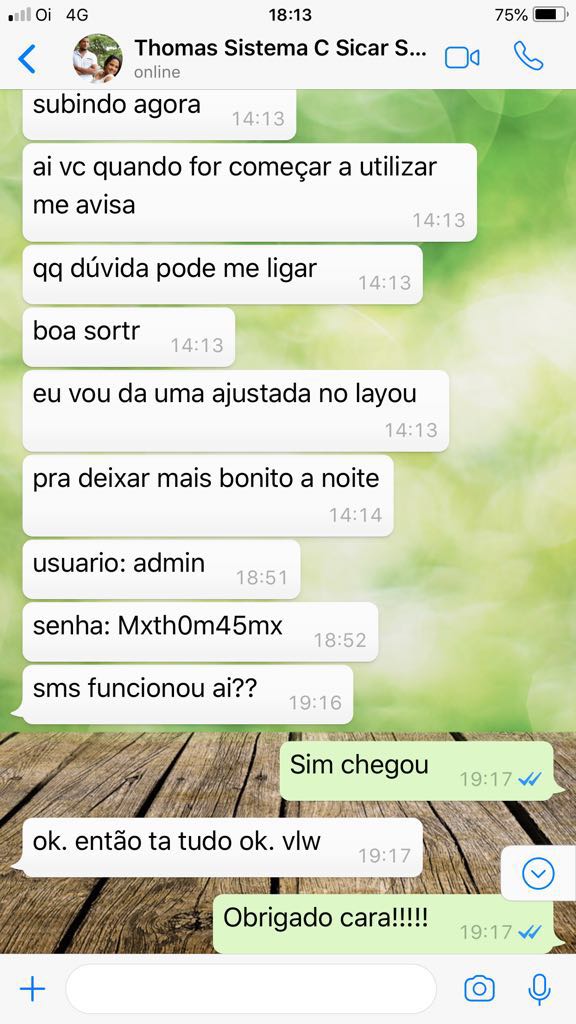 Oi 4G 18:13 75%
Thomas Sistema C Sicar S...
online
subindo agora 14:13
ai vc quando for começar a utilizar
me avisa 14:13
qq dúvida pode me ligar 14:13
boa sortr 14:13
eu vou da uma ajustada no layou
14:13
pra deixar mais bonito a noite
14:14
usuario: admin 18:51
senha: Mxth0m45mx 18:52
sms funcionou ai?? 19:16
Sim chegou 19:17
ok. então ta tudo ok. vlw 19:17
Obrigado cara!!!!! 19:17